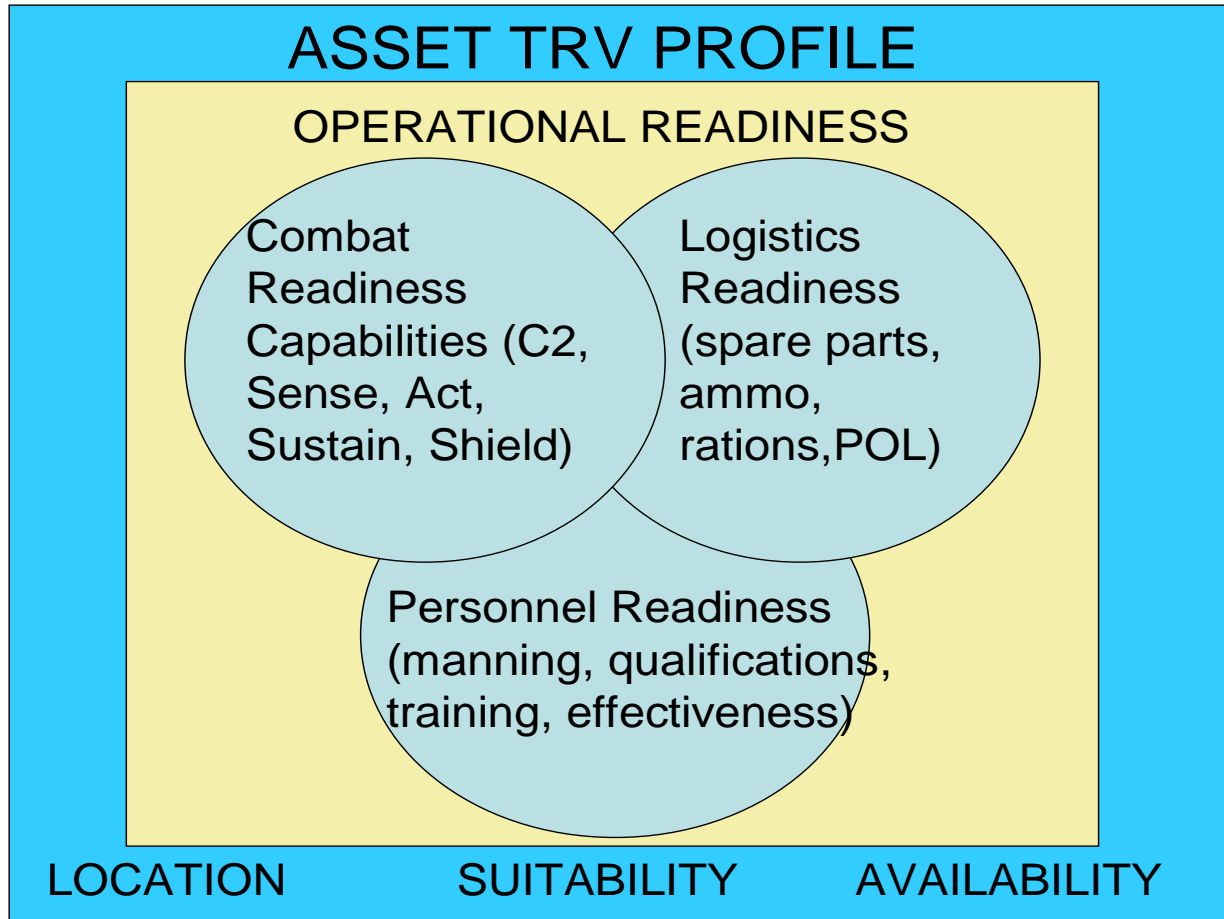 ASSET TRV PROFILE
OPERATIONAL READINESS
Combat
Readiness
Capabilities (C2,
Sense, Act,
Sustain, Shield)
Logistics
Readiness
(spare parts,
ammo,
rations,POL)
Personnel Readiness
(manning, qualifications,
training, effectiveness)
LOCATION SUITABILITY AVAILABILITY